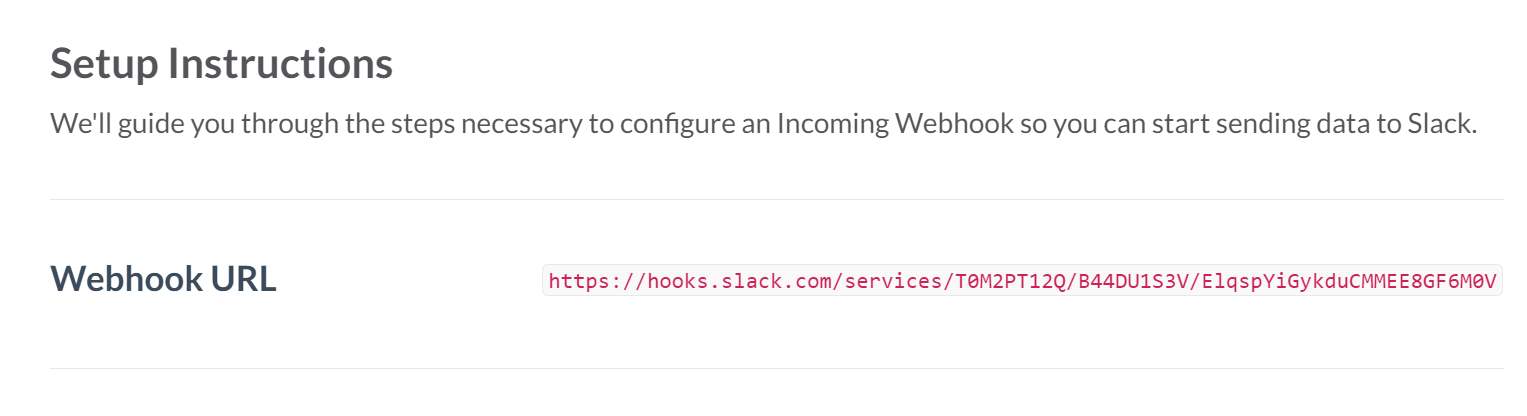 Setup Instructions
We'll guide you through the steps necessary to configure an Incoming Webhook so you can start sending data to Slack.
Webhook URL
https://hooks.slack.com/services/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